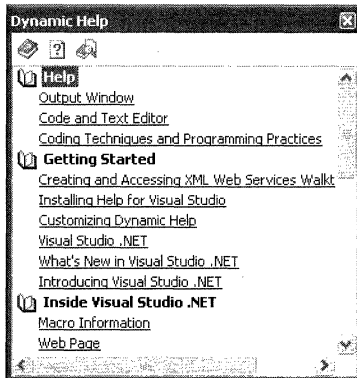 Dynamic Help
Help
Output Window
Code and Text Editor
Coding Techniques and Programming Practices
Getting Started
Creating and Accessing XML Web Services Walkt
Installing Help for Visual Studio
Customizing Dynamic Help
Visual Studio .NET
What's New in Visual Studio .NET
Introducing Visual Studio .NET
Inside Visual Studio .NET
Macro Information
Web Page